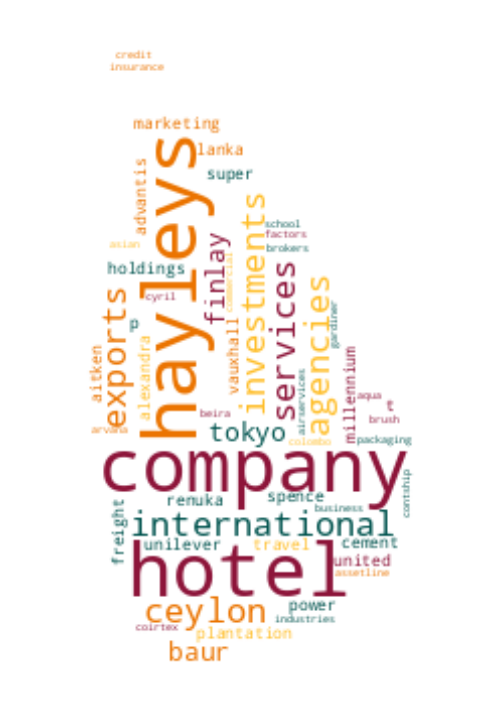 credit
insurance
marketing
lanka
super
advantis
hayleys
asian
school
factors
brokers
finlay
commercial
investments
holdings
cyril
services
agencies
exports
p
gardiner
vauxhall
alexandra
aitken
millennium
airservices
aqua
t
brush
arvana
beira
tokyo
colombo
packaging
company
contship
renuka
spence
business
freight
international
unilever
travel
cement
hotel
united
assetline
ceylon
power
industries
coirtex
plantation
baur